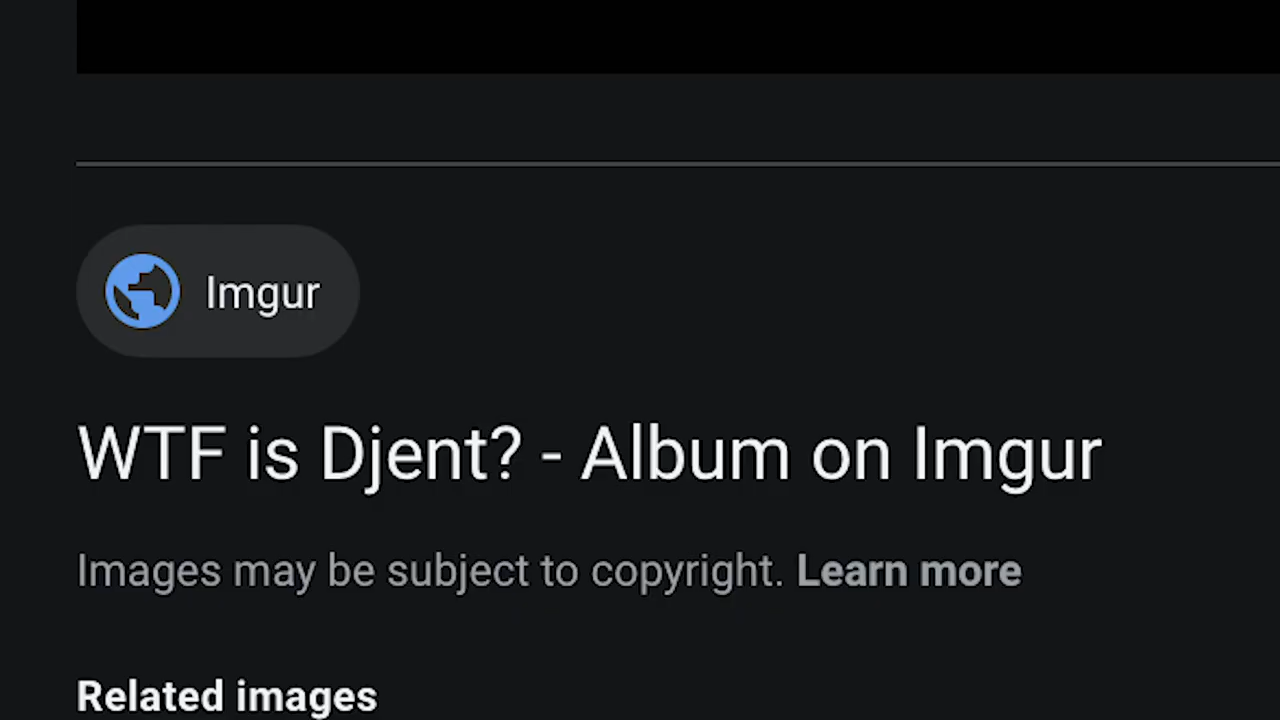 Imgur
WTF is Djent? - Album on Imgur
Images may be subject to copyright. Learn more
Related images